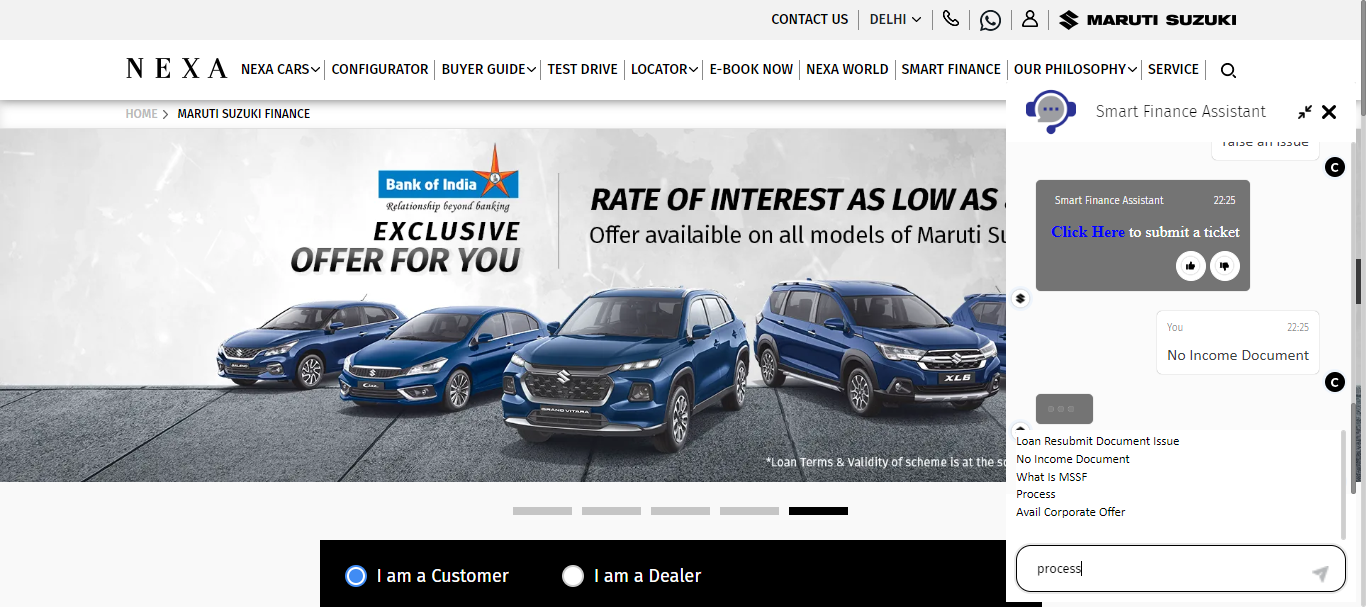 CONTACT US
DELHI
MARUTI SUZUKI
NEXA
NEXA CARS
CONFIGURATOR
BUYER GUIDE
TEST DRIVE
LOCATOR
E-BOOK NOW
NEXA WORLD
SMART FINANCE
OUR PHILOSOPHY
SERVICE
HOME
MARUTI SUZUKI FINANCE
Bank of India
Relationship beyond banking
EXCLUSIVE
OFFER FOR YOU
RATE OF INTEREST AS LOW AS
Offer availaible on all models of Maruti Su
BALENO
CIAZ
GRAND VITARA
XL6
*Loan Terms & Validity of scheme is at the so
I am a Customer
I am a Dealer
Smart Finance Assistant
raise an issue
C
Smart Finance Assistant 22:25
Click Here to submit a ticket
You 22:25
No Income Document
C
Loan Resubmit Document Issue
No Income Document
What Is MSSF
Process
Avail Corporate Offer
process